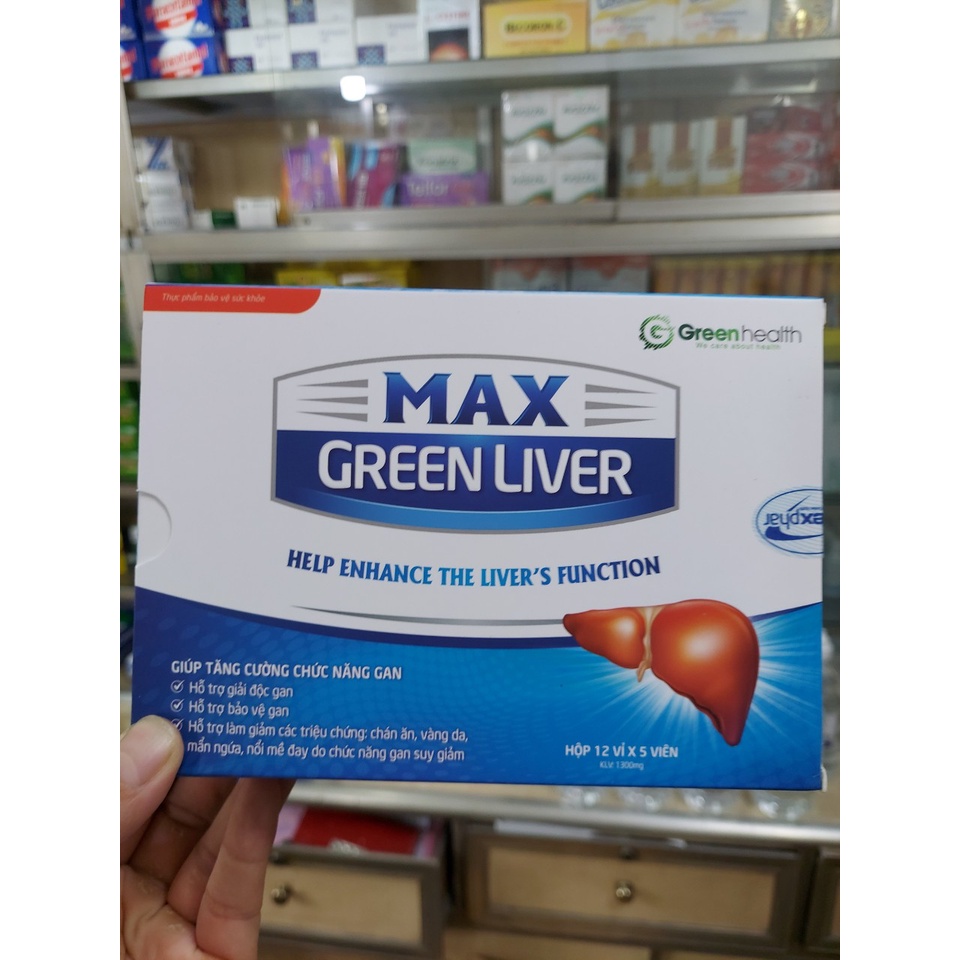 Thực phẩm bảo vệ sức khỏe
Greenhealth
We care about health
MAX
GREEN LIVER
HELP ENHANCE THE LIVER'S FUNCTION
GIÚP TĂNG CƯỜNG CHỨC NĂNG GAN
Hỗ trợ giải độc gan
Hỗ trợ bảo vệ gan
Hỗ trợ làm giảm các triệu chứng: chán ăn, vàng da,
mẩn ngứa, nổi mề đay do chức năng gan suy giảm
HỘP 12 VỈ X 5 VIÊN
KLV: 1300mg